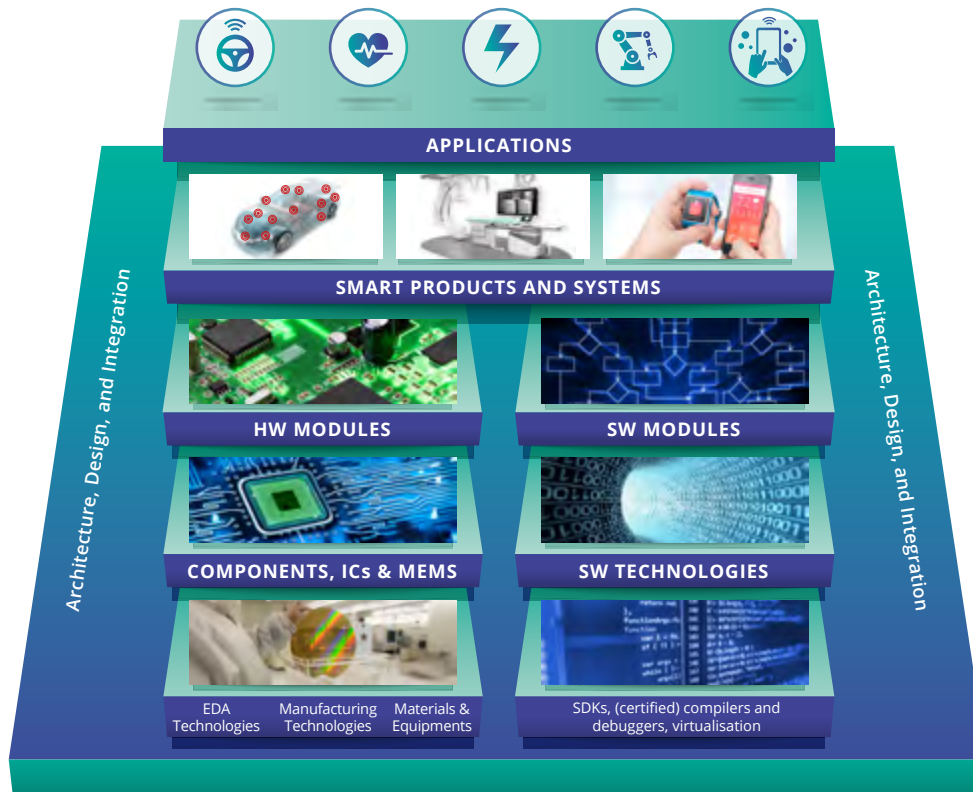 APPLICATIONS
SMART PRODUCTS AND SYSTEMS
Architecture, Design, and Integration
Architecture, Design, and Integration
HW MODULES
SW MODULES
COMPONENTS, ICs & MEMS
SW TECHNOLOGIES
EDA
Technologies
Manufacturing
Technologies
Materials &
Equipments
SDKs, (certified) compilers and
debuggers, virtualisation